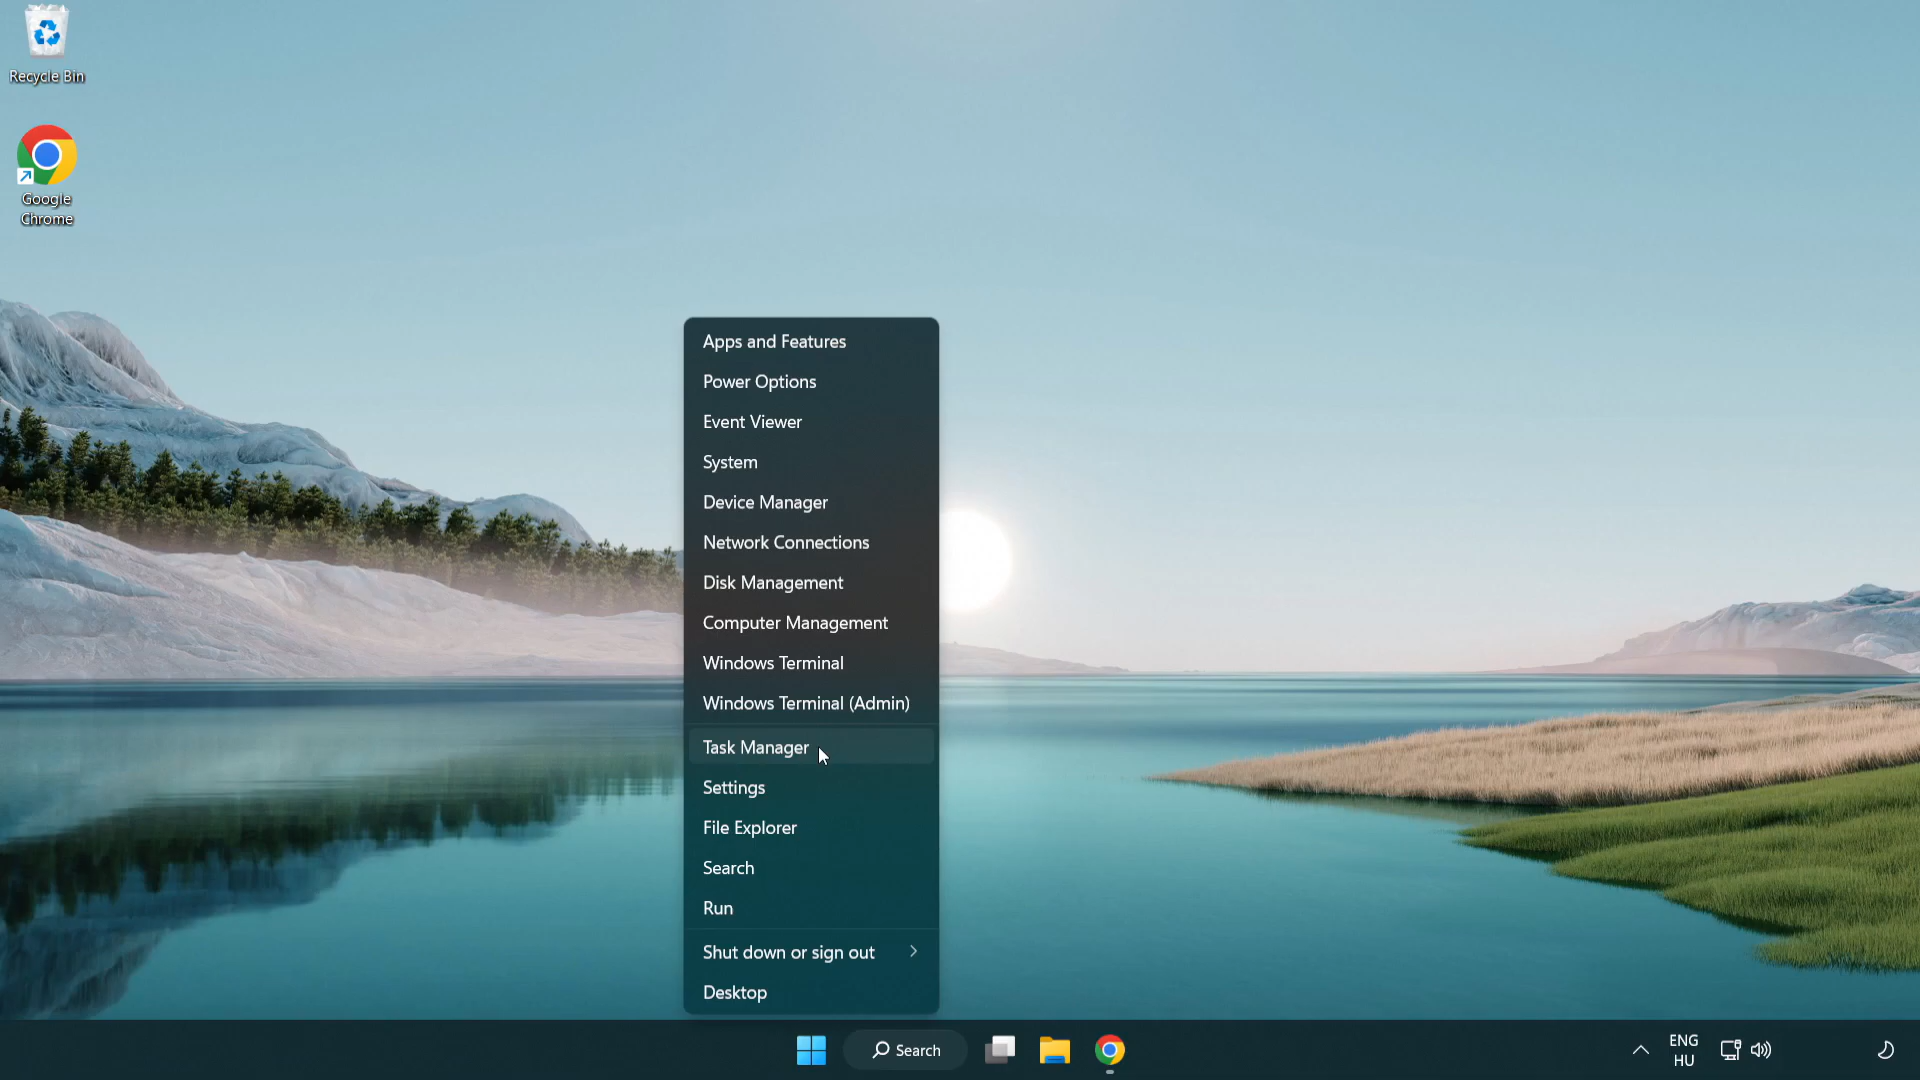 Recycle Bin
Google
Chrome
Apps and Features
Power Options
Event Viewer
System
Device Manager
Network Connections
Disk Management
Computer Management
Windows Terminal
Windows Terminal (Admin)
Task Manager
Settings
File Explorer
Search
Run
Shut down or sign out
Desktop
Search
ENG
HU